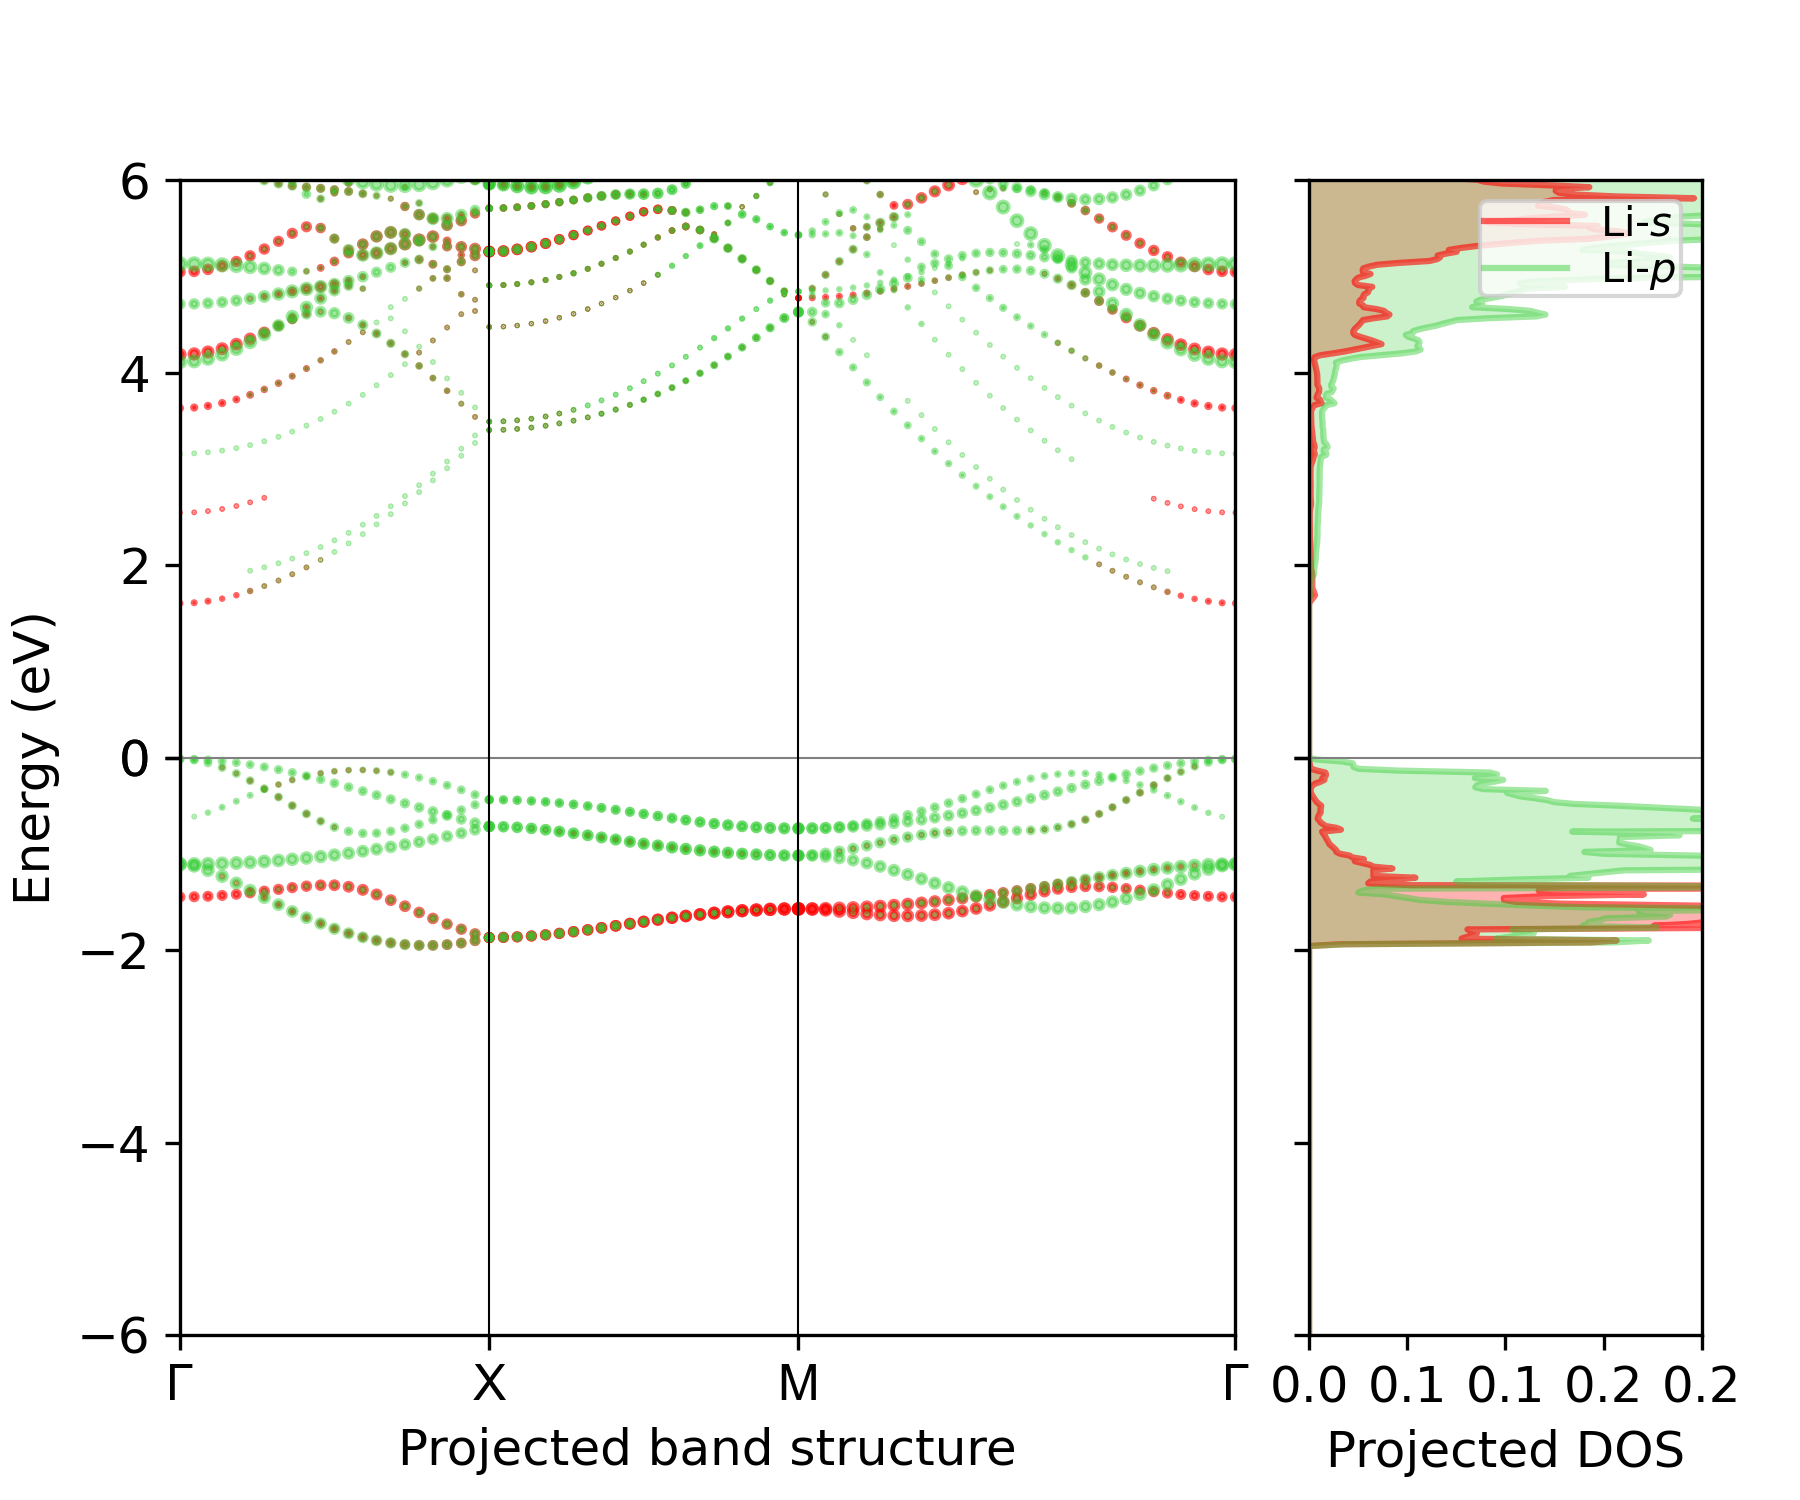 6
4
2
0
−2
−4
−6
Energy (eV)
Γ X M Γ
Projected band structure
Li-s
Li-p
0.0 0.1 0.1 0.2 0.2
Projected DOS